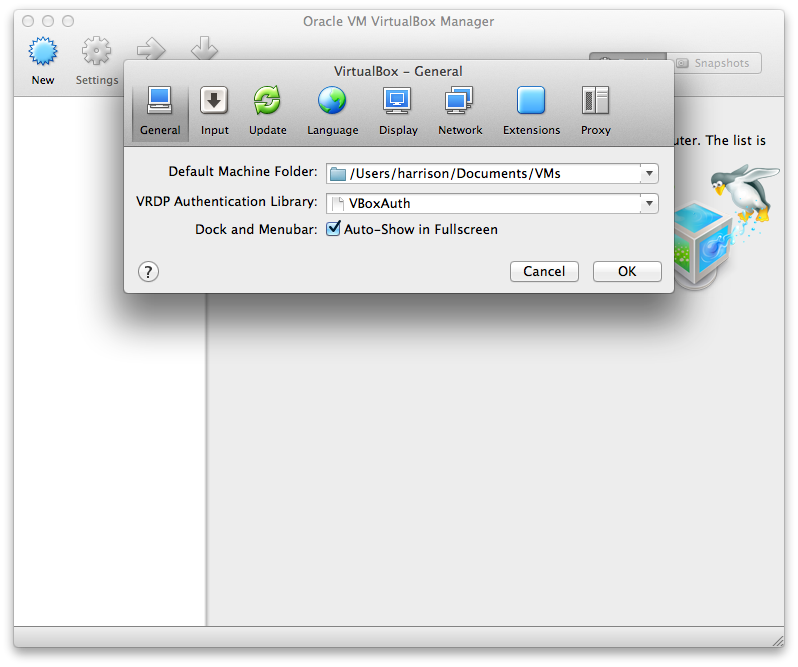 Oracle VM VirtualBox Manager
New
Settings
Snapshots
VirtualBox – General
General
Input
Update
Language
Display
Network
Extensions
Proxy
uter. The list is
Default Machine Folder:
/Users/harrison/Documents/VMs
VRDP Authentication Library:
VBoxAuth
Dock and Menubar:
Auto-Show in Fullscreen
?
Cancel
OK